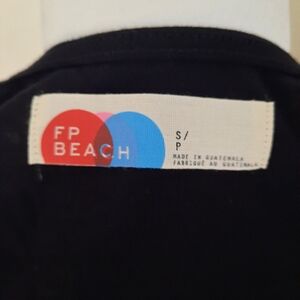 FP
BEACH
S/
P
MADE IN GUATEMALA
FABRIQUÉ AU GUATEMALA